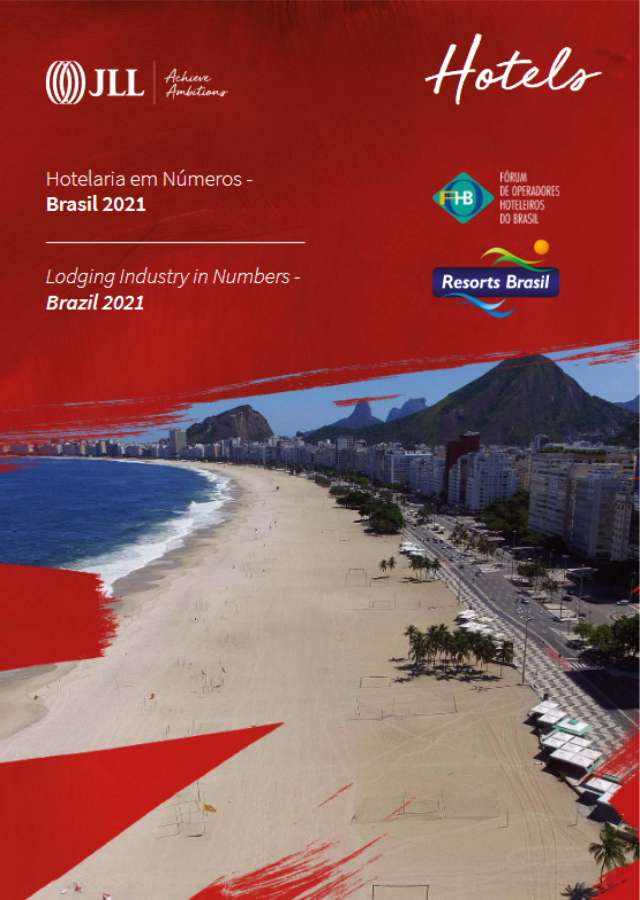 JLL
Achieve
Ambitions
Hotels
Hotelaria em Números -
Brasil 2021
Lodging Industry in Numbers -
Brazil 2021
FHB
FÓRUM
DE OPERADORES
HOTELEIROS
DO BRASIL
Resorts Brasil